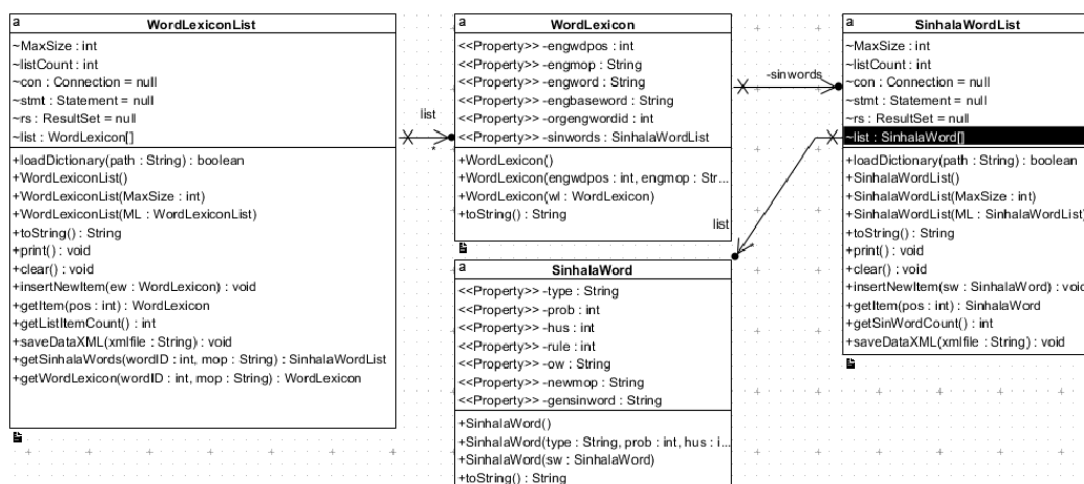 a
WordLexiconList
~MaxSize : int
~listCount : int
~con : Connection = null
~stmt : Statement = null
~rs : ResultSet = null
~list : WordLexicon[]
+loadDictionary(path : String) : boolean
+WordLexiconList()
+WordLexiconList(MaxSize : int)
+WordLexiconList(ML : WordLexiconList)
+toString() : String
+print() : void
+clear() : void
+insertNewItem(ew : WordLexicon) : void
+getItem(pos : int) : WordLexicon
+getListItemCount() : int
+saveDataXML(xmlfile : String) : void
+getSinhalaWords(wordID : int, mop : String) : SinhalaWordList
+getWordLexicon(wordID : int, mop : String) : WordLexicon
list
*
a
WordLexicon
<<Property>> -engwdpos : int
<<Property>> -engmop : String
<<Property>> -engword : String
<<Property>> -engbaseword : String
<<Property>> -orgengwordid : int
<<Property>> -sinwords : SinhalaWordList
+WordLexicon()
+WordLexicon(engwdpos : int, engmop : Str...
+WordLexicon(wl : WordLexicon)
+toString() : String
-sinwords
list
a
SinhalaWord
<<Property>> -type : String
<<Property>> -prob : int
<<Property>> -hus : int
<<Property>> -rule : int
<<Property>> -ow : String
<<Property>> -newmop : String
<<Property>> -gensinword : String
+SinhalaWord()
+SinhalaWord(type : String, prob : int, hus : i...
+SinhalaWord(sw : SinhalaWord)
+toString() : String
a
SinhalaWordList
~MaxSize : int
~listCount : int
~con : Connection = null
~stmt : Statement = null
~rs : ResultSet = null
~list : SinhalaWord[]
+loadDictionary(path : String) : boolean
+SinhalaWordList()
+SinhalaWordList(MaxSize : int)
+SinhalaWordList(ML : SinhalaWordList)
+toString() : String
+print() : void
+clear() : void
+insertNewItem(sw : SinhalaWord) : void
+getItem(pos : int) : SinhalaWord
+getSinWordCount() : int
+saveDataXML(xmlfile : String) : void